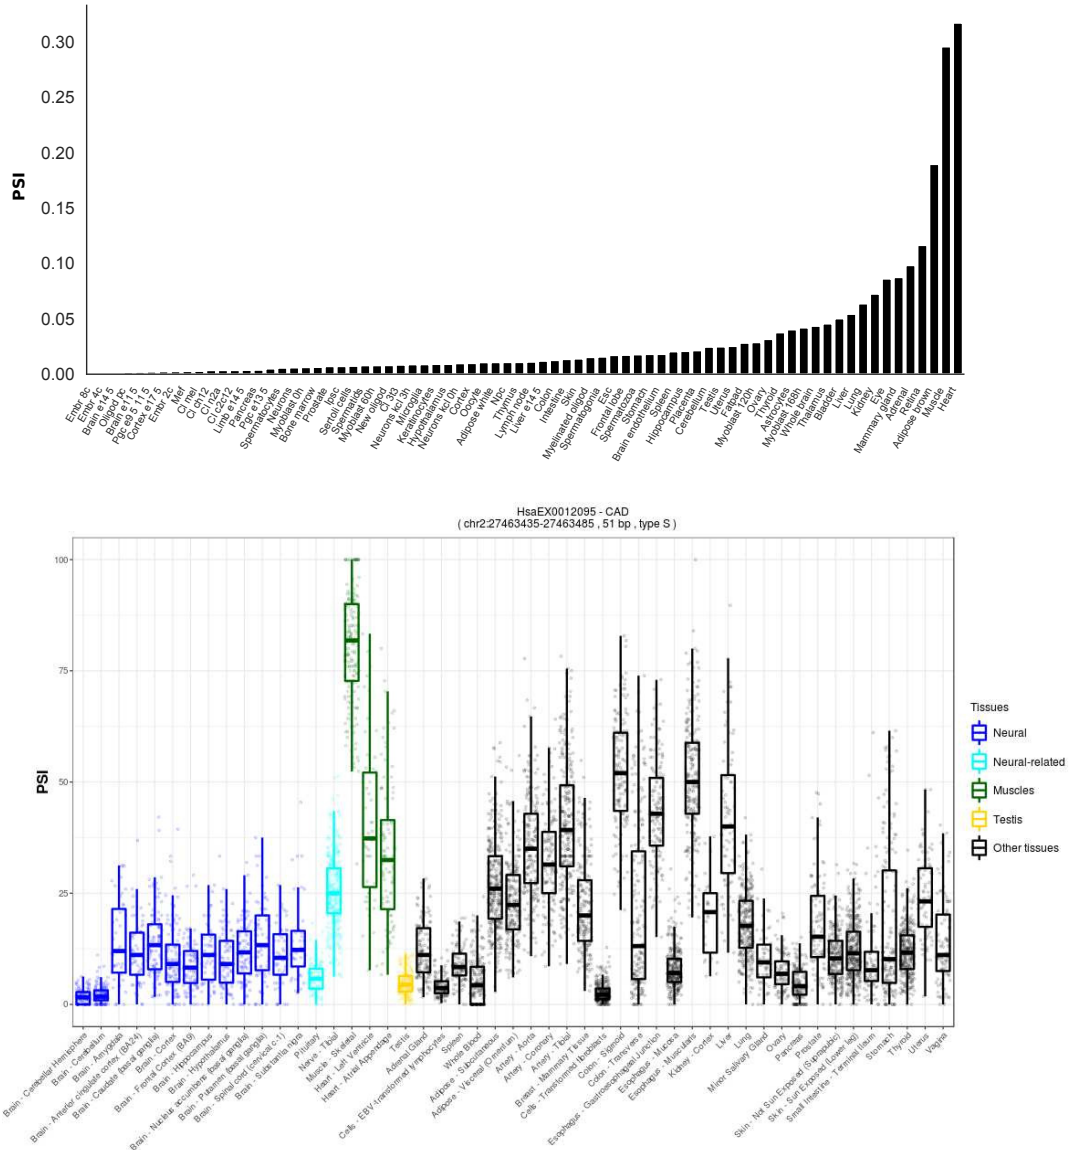 0.30
0.25
0.20
PSI
0.15
0.10
0.05
0.00
Embr 8c
Embr 4c
Brain e14.5
Oligod pc
Brain e11.5
Pgc e9.5 11.5
Cortex e17.5
Embr 2c
Mef
Cl mel
Cl ch12
Cl n2a
Cl c2c12
Limb e14.5
Pancreas
Pgc e13.5
Spermatocytes
Neurons
Myoblast 0h
Bone marrow
Prostate
Ipsc
Sertoli cells
Spermatids
Myoblast 60h
New oligod
Cl 3t3
Neurons kcl 3h
Microglia
Keratinocytes
Hypothalamus
Neurons kcl 0h
Cortex
Oocyte
Adipose white
Npc
Thymus
Lymph node
Liver e14.5
Colon
Intestine
Skin
Myelinated oligod
Spermatogonia
Esc
Frontal lobe
Spermatozoa
Stomach
Brain endothelium
Spleen
Hippocampus
Placenta
Cerebellum
Testis
Uterus
Fatpad
Myoblast 120h
Ovary
Thyroid
Astrocytes
Myoblast 168h
Whole brain
Thalamus
Bladder
Liver
Lung
Kidney
Eye
Mammary gland
Adrenal
Retina
Adipose brown
Muscle
Heart
HsaEX0012095 - CAD
( chr2:27463435-27463485 , 51 bp , type S )
100
75
PSI
50
25
0
Tissues
Neural
Neural-related
Muscles
Testis
Other tissues
Brain - Cerebellar Hemisphere
Brain - Cerebellum
Brain - Amygdala
Brain - Anterior cingulate cortex (BA24)
Brain - Caudate (basal ganglia)
Brain - Cortex
Brain - Frontal Cortex (BA9)
Brain - Hippocampus
Brain - Hypothalamus
Brain - Nucleus accumbens (basal ganglia)
Brain - Putamen (basal ganglia)
Brain - Spinal cord (cervical c-1)
Brain - Substantia nigra
Pituitary
Nerve - Tibial
Muscle - Skeletal
Heart - Left Ventricle
Heart - Atrial Appendage
Testis
Adrenal Gland
Cells - EBV-transformed lymphocytes
Spleen
Whole Blood
Adipose - Subcutaneous
Adipose - Visceral (Omentum)
Artery - Aorta
Artery - Coronary
Artery - Tibial
Breast - Mammary Tissue
Cells - Transformed fibroblasts
Colon - Sigmoid
Colon - Transverse
Esophagus - Gastroesophageal Junction
Esophagus - Mucosa
Esophagus - Muscularis
Kidney - Cortex
Liver
Lung
Minor Salivary Gland
Ovary
Pancreas
Prostate
Skin - Not Sun Exposed (Suprapubic)
Skin - Sun Exposed (Lower leg)
Small Intestine - Terminal Ileum
Stomach
Thyroid
Uterus
Vagina